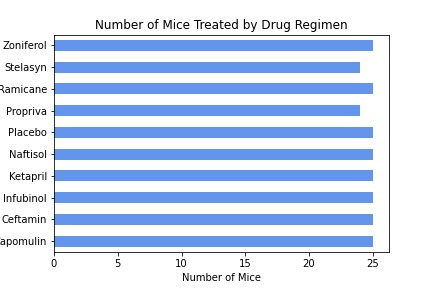 Number of Mice Treated by Drug Regimen
Zoniferol
Stelasyn
Ramicane
Propriva
Placebo
Naftisol
Ketapril
Infubinol
Ceftamin
apomulin
0 5 10 15 20 25
Number of Mice